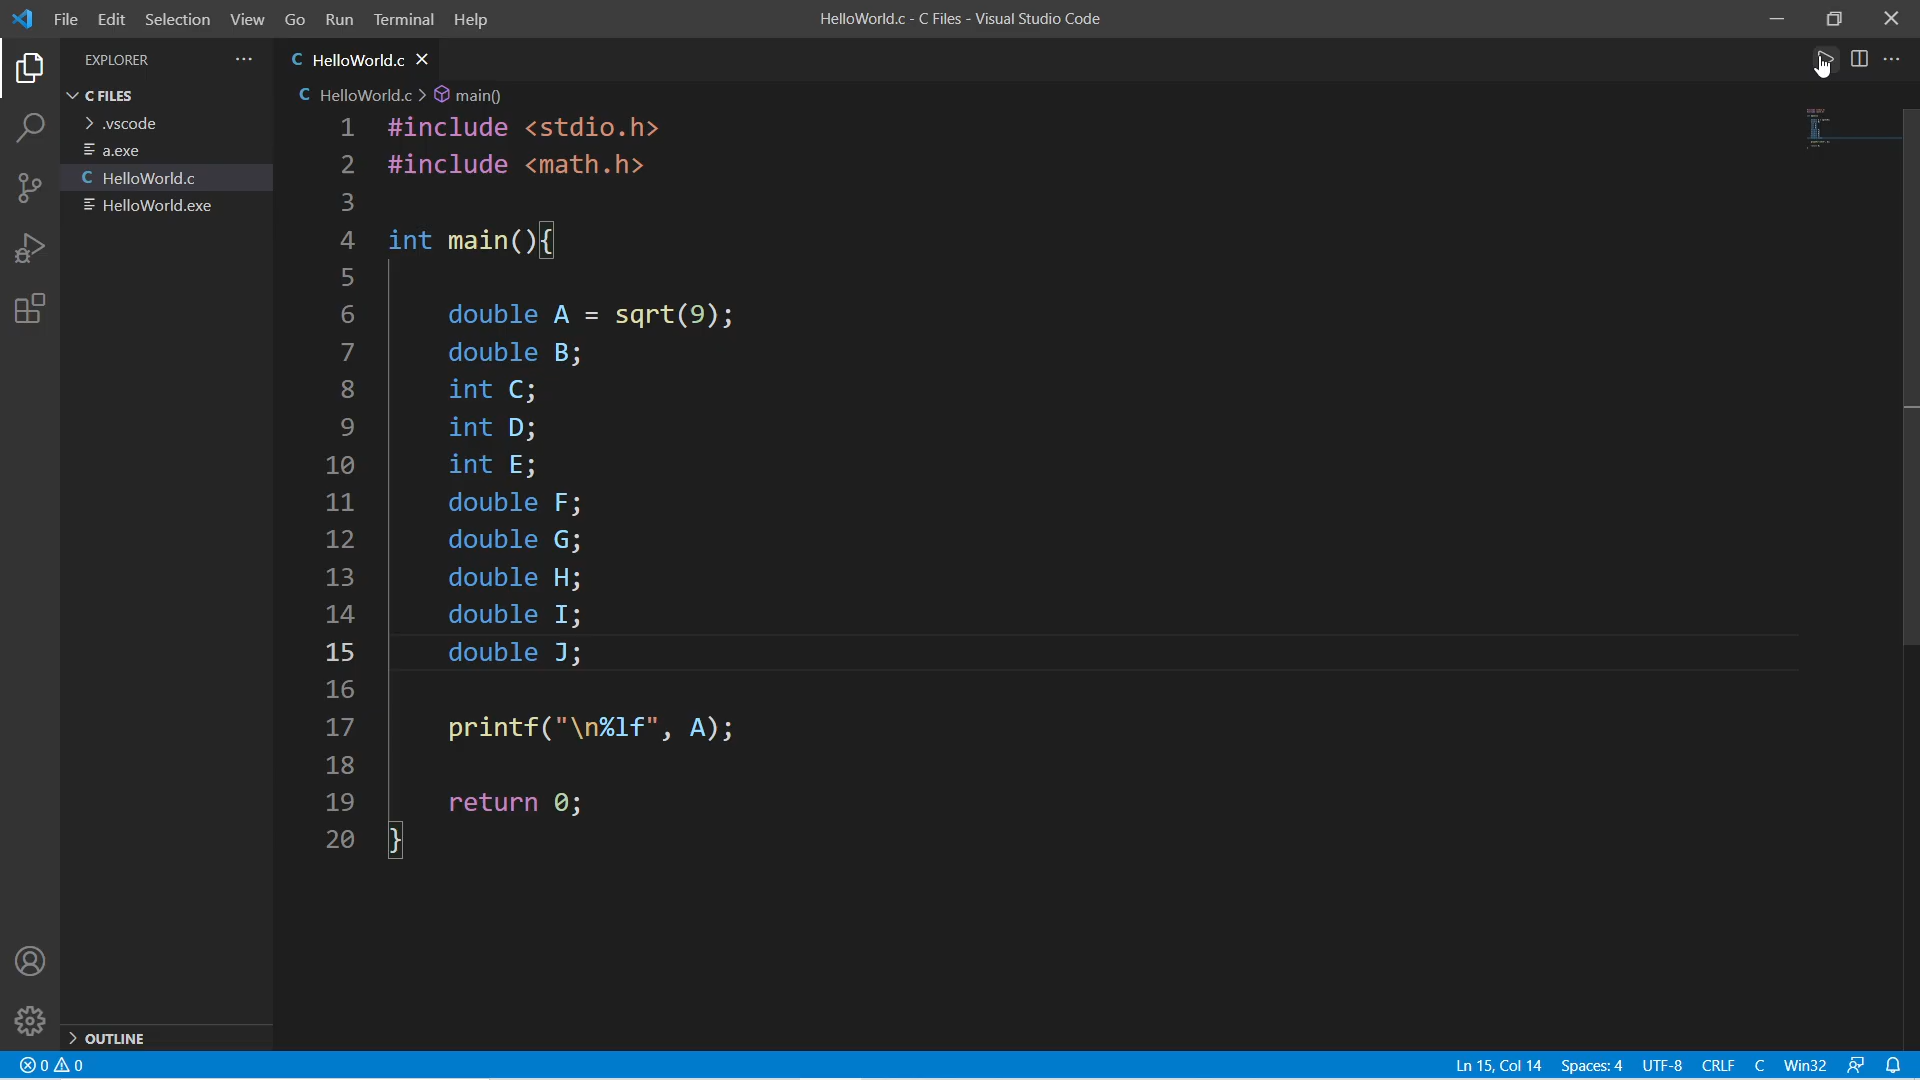 File Edit Selection View Go Run Terminal Help
HelloWorld.c - C Files - Visual Studio Code
EXPLORER
C FILES
.vscode
a.exe
C HelloWorld.c
HelloWorld.exe
OUTLINE
C HelloWorld.c
C HelloWorld.c > main()
1 #include <stdio.h>
2 #include <math.h>
3
4 int main(){
5
6 double A = sqrt(9);
7 double B;
8 int C;
9 int D;
10 int E;
11 double F;
12 double G;
13 double H;
14 double I;
15 double J;
16
17 printf("\n%lf", A);
18
19 return 0;
20 }
0 0
Ln 15, Col 14 Spaces: 4 UTF-8 CRLF C Win32